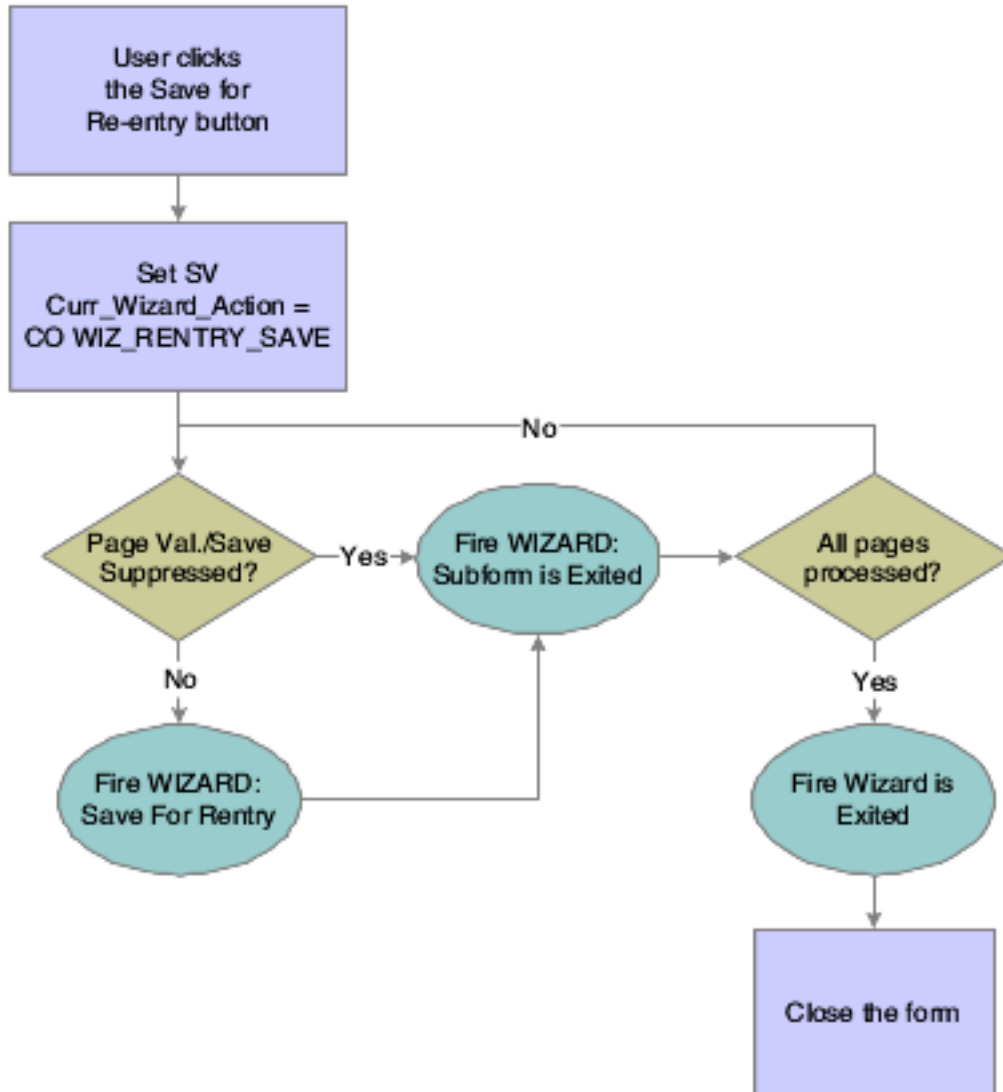 User clicks
the Save for
Re-entry button
Set SV
Curr_Wizard_Action =
CO WIZ_RENTRY_SAVE
No
Page Val./Save
Suppressed?
Yes
Fire WIZARD:
Subform is Exited
All pages
processed?
No
Yes
Fire WIZARD:
Save For Rentry
Fire Wizard is
Exited
Close the form